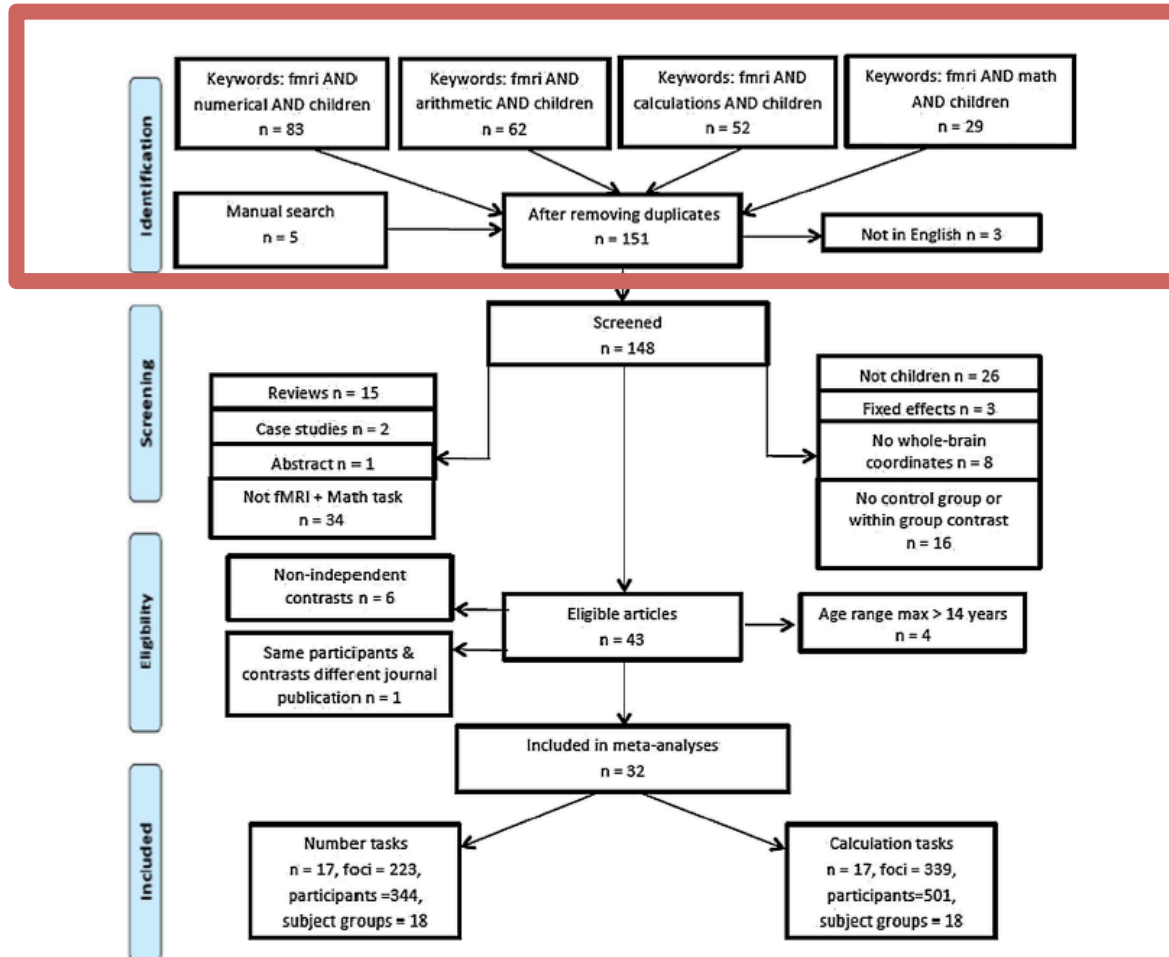 Identification
Keywords: fmri AND
numerical AND children
n = 83
Keywords: fmri AND
arithmetic AND children
n = 62
Keywords: fmri AND
calculations AND children
n = 52
Keywords: fmri AND math
AND children
n = 29
Manual search
n = 5
After removing duplicates
n = 151
Not in English n = 3
Screening
Screened
n = 148
Reviews n = 15
Case studies n = 2
Abstract n = 1
Not fMRI + Math task
n = 34
Not children n = 26
Fixed effects n = 3
No whole-brain
coordinates n = 8
No control group or
within group contrast
n = 16
Eligibility
Non-independent
contrasts n = 6
Same participants &
contrasts different journal
publication n = 1
Eligible articles
n = 43
Age range max > 14 years
n = 4
Included
Included in meta-analyses
n = 32
Number tasks
n = 17, foci = 223,
participants =344,
subject groups = 18
Calculation tasks
n = 17, foci = 339,
participants=501,
subject groups = 18